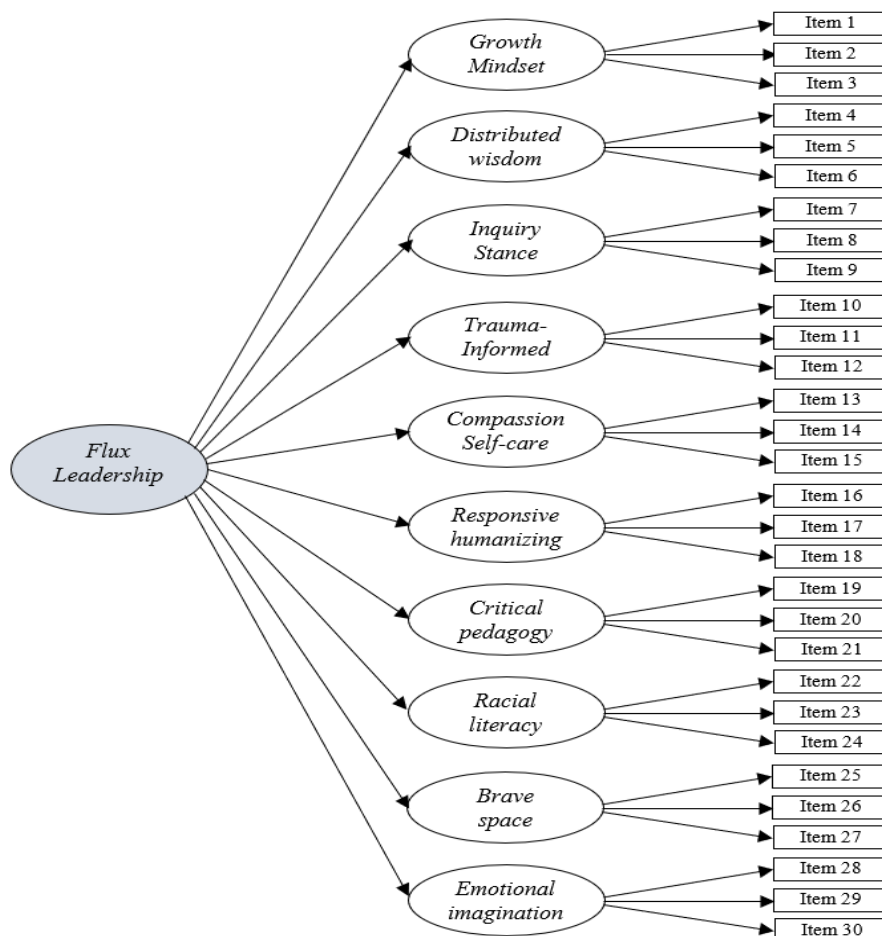 Growth
Mindset
Item 1
Item 2
Item 3
Distributed
wisdom
Item 4
Item 5
Item 6
Inquiry
Stance
Item 7
Item 8
Item 9
Trauma-
Informed
Item 10
Item 11
Item 12
Flux
Leadership
Compassion
Self-care
Item 13
Item 14
Item 15
Responsive
humanizing
Item 16
Item 17
Item 18
Critical
pedagogy
Item 19
Item 20
Item 21
Racial
literacy
Item 22
Item 23
Item 24
Brave
space
Item 25
Item 26
Item 27
Emotional
imagination
Item 28
Item 29
Item 30